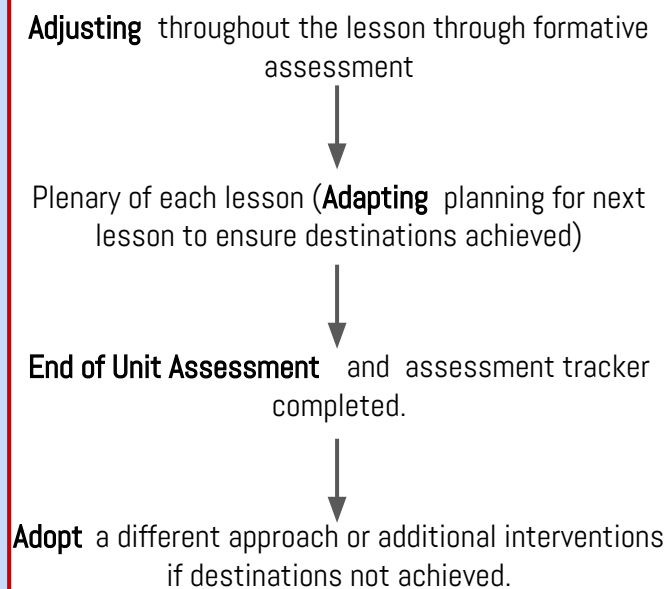 Adjusting throughout the lesson through formative
assessment
Plenary of each lesson (Adapting planning for next
lesson to ensure destinations achieved)
End of Unit Assessment and assessment tracker
completed.
Adopt a different approach or additional interventions
if destinations not achieved.